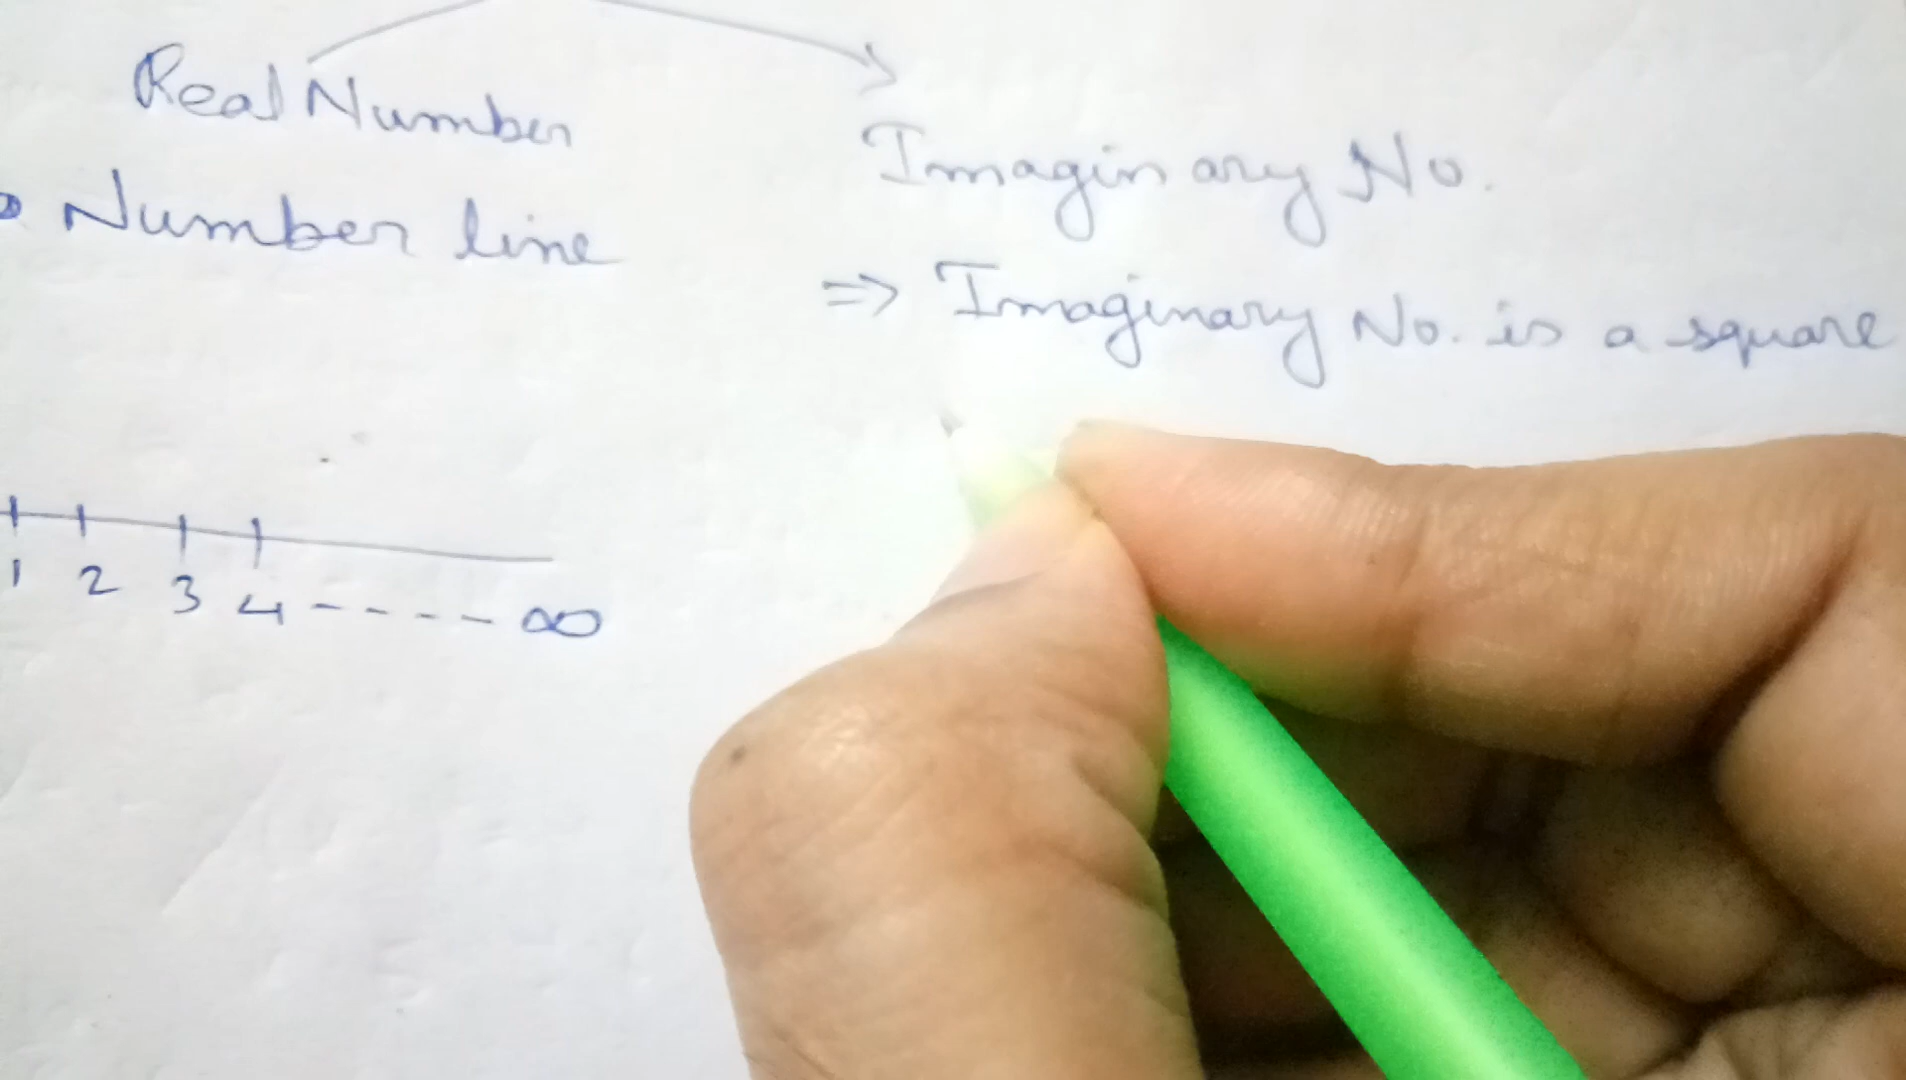 Real Number
Number line
1 2 3 4 - - - - - ∞
Imaginary No.
⇒ Imaginary No. is a square